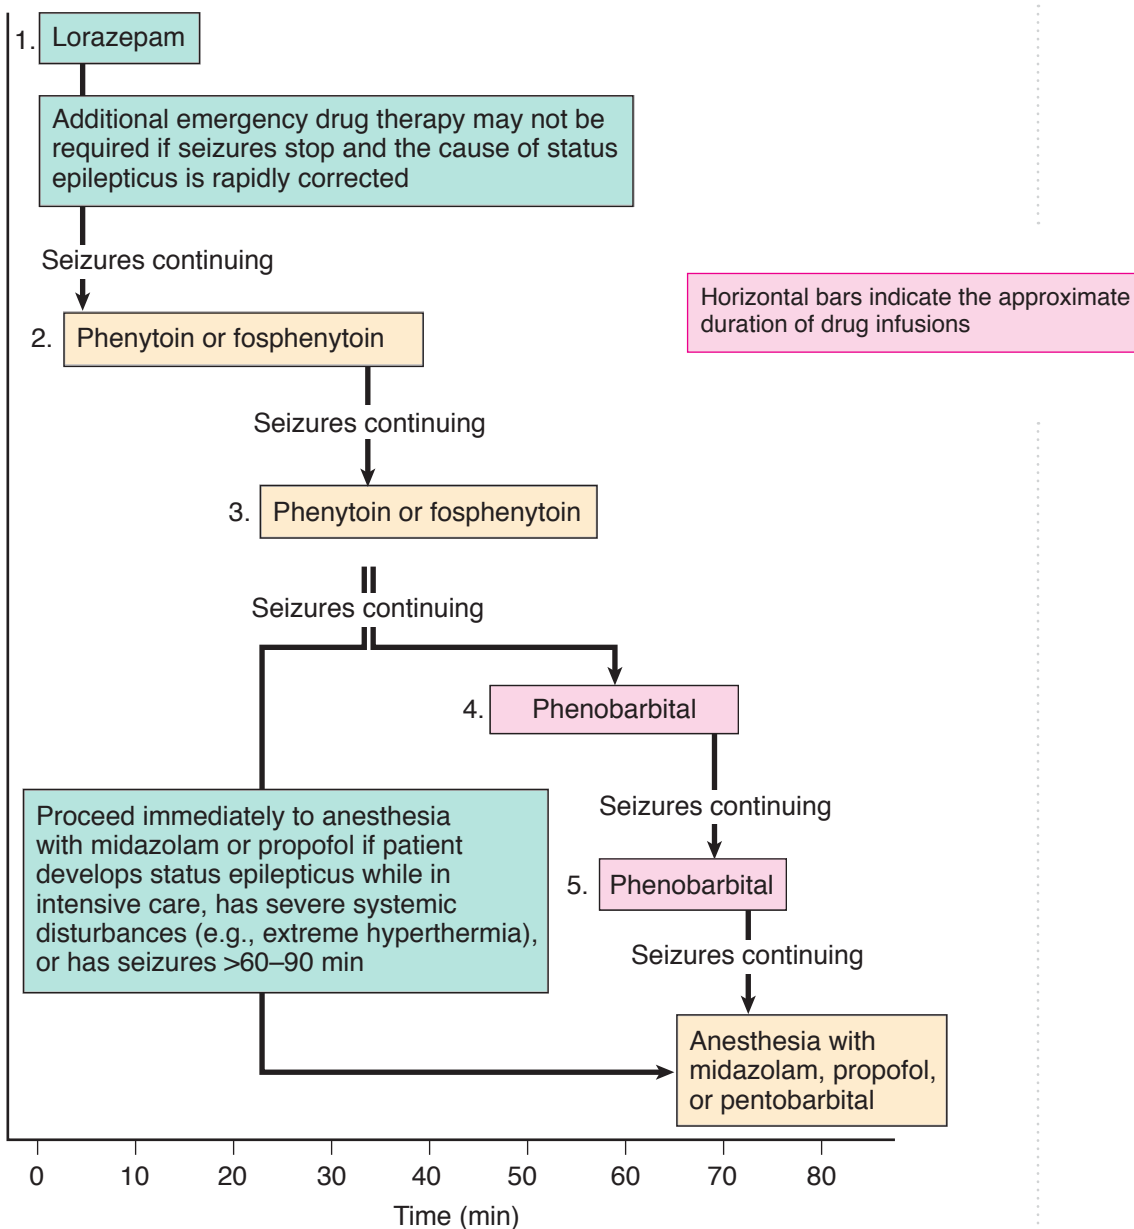 1. Lorazepam
Additional emergency drug therapy may not be
required if seizures stop and the cause of status
epilepticus is rapidly corrected
Seizures continuing
Horizontal bars indicate the approximate
duration of drug infusions
2. Phenytoin or fosphenytoin
Seizures continuing
3. Phenytoin or fosphenytoin
Seizures continuing
4. Phenobarbital
Seizures continuing
Proceed immediately to anesthesia
with midazolam or propofol if patient
develops status epilepticus while in
intensive care, has severe systemic
disturbances (e.g., extreme hyperthermia),
or has seizures >60–90 min
5. Phenobarbital
Seizures continuing
Anesthesia with
midazolam, propofol,
or pentobarbital
0 10 20 30 40 50 60 70 80
Time (min)